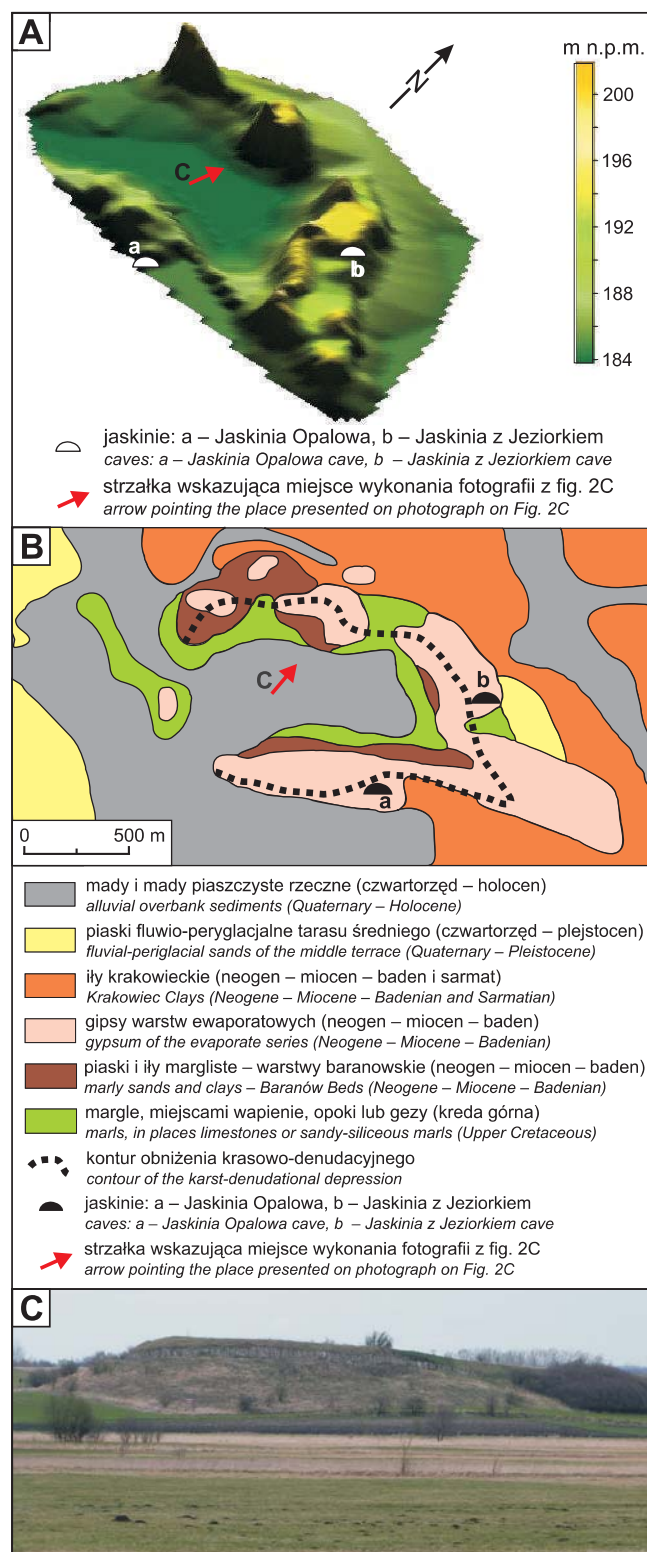 A
N
m n.p.m.
200
196
192
188
184
C
a
b
jaskinie: a – Jaskinia Opalowa, b – Jaskinia z Jeziorkiem
caves: a – Jaskinia Opalowa cave, b – Jaskinia z Jeziorkiem cave
strzałka wskazująca miejsce wykonania fotografii z fig. 2C
arrow pointing the place presented on photograph on Fig. 2C
B
C
b
a
0 500 m
mady i mady piaszczyste rzeczne (czwartorzęd – holocen)
alluvial overbank sediments (Quaternary – Holocene)
piaski fluwio-peryglacjalne tarasu średniego (czwartorzęd – plejstocen)
fluvial-periglacial sands of the middle terrace (Quaternary – Pleistocene)
iły krakowieckie (neogen – miocen – baden i sarmat)
Krakowiec Clays (Neogene – Miocene – Badenian and Sarmatian)
gipsy warstw ewaporatowych (neogen – miocen – baden)
gypsum of the evaporate series (Neogene – Miocene – Badenian)
piaski i iły margliste – warstwy baranowskie (neogen – miocen – baden)
marly sands and clays – Baranów Beds (Neogene – Miocene – Badenian)
margle, miejscami wapienie, opoki lub gezy (kreda górna)
marls, in places limestones or sandy-siliceous marls (Upper Cretaceous)
kontur obniżenia krasowo-denudacyjnego
contour of the karst-denudational depression
jaskinie: a – Jaskinia Opalowa, b – Jaskinia z Jeziorkiem
caves: a – Jaskinia Opalowa cave, b – Jaskinia z Jeziorkiem cave
strzałka wskazująca miejsce wykonania fotografii z fig. 2C
arrow pointing the place presented on photograph on Fig. 2C
C